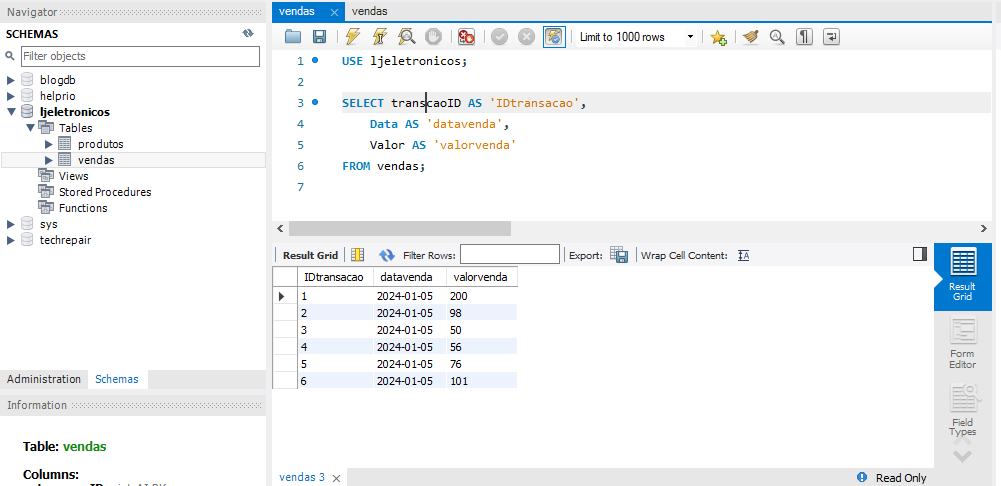 Navigator
SCHEMAS
Filter objects
blogdb
helprio
ljeletronicos
Tables
produtos
vendas
Views
Stored Procedures
Functions
sys
techrepair
Administration Schemas
Information
Table: vendas
Columns:
vendas vendas
Limit to 1000 rows
1 USE ljeletronicos;
2
3 SELECT transcaoID AS 'IDtransacao',
4 Data AS 'datavenda',
5 Valor AS 'valorvenda'
6 FROM vendas;
7
Result Grid Filter Rows: Export: Wrap Cell Content:
IDtransacao datavenda valorvenda
1 2024-01-05 200
2 2024-01-05 98
3 2024-01-05 50
4 2024-01-05 56
5 2024-01-05 76
6 2024-01-05 101
Result
Grid
Form
Editor
Field
Types
vendas 3 Read Only